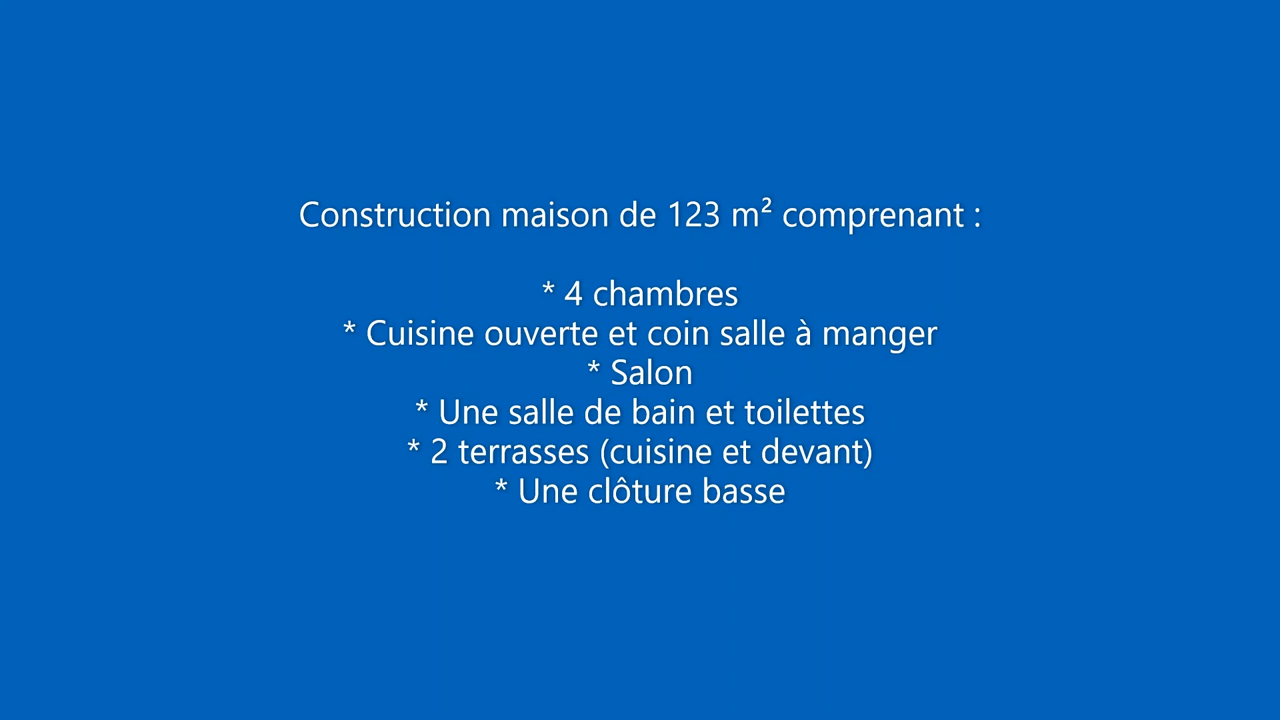 Construction maison de 123 m² comprenant :
* 4 chambres
* Cuisine ouverte et coin salle à manger
* Salon
* Une salle de bain et toilettes
* 2 terrasses (cuisine et devant)
* Une clôture basse